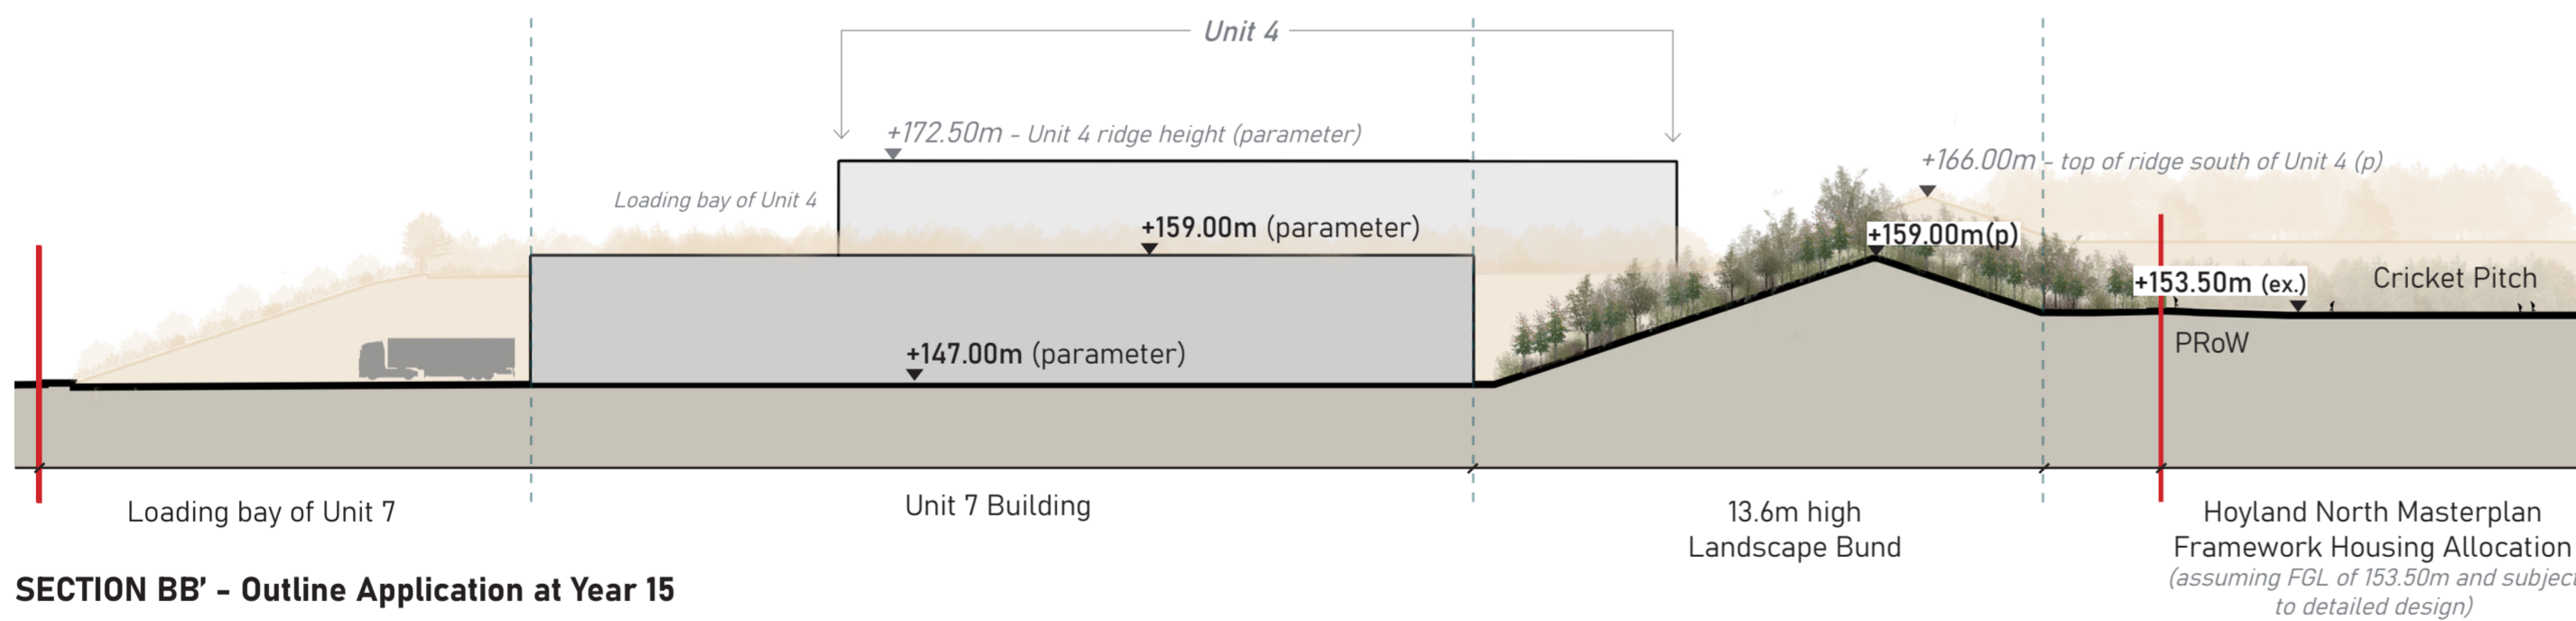 Unit 4
+172.50m - Unit 4 ridge height (parameter)
+166.00m - top of ridge south of Unit 4 (p)
Loading bay of Unit 4
+159.00m (parameter)
+159.00m(p)
+153.50m (ex.)
Cricket Pitch
+147.00m (parameter)
PRoW
Loading bay of Unit 7
Unit 7 Building
13.6m high
Landscape Bund
Hoyland North Masterplan
Framework Housing Allocation
(assuming FGL of 153.50m and subject
to detailed design)
SECTION BB’ - Outline Application at Year 15